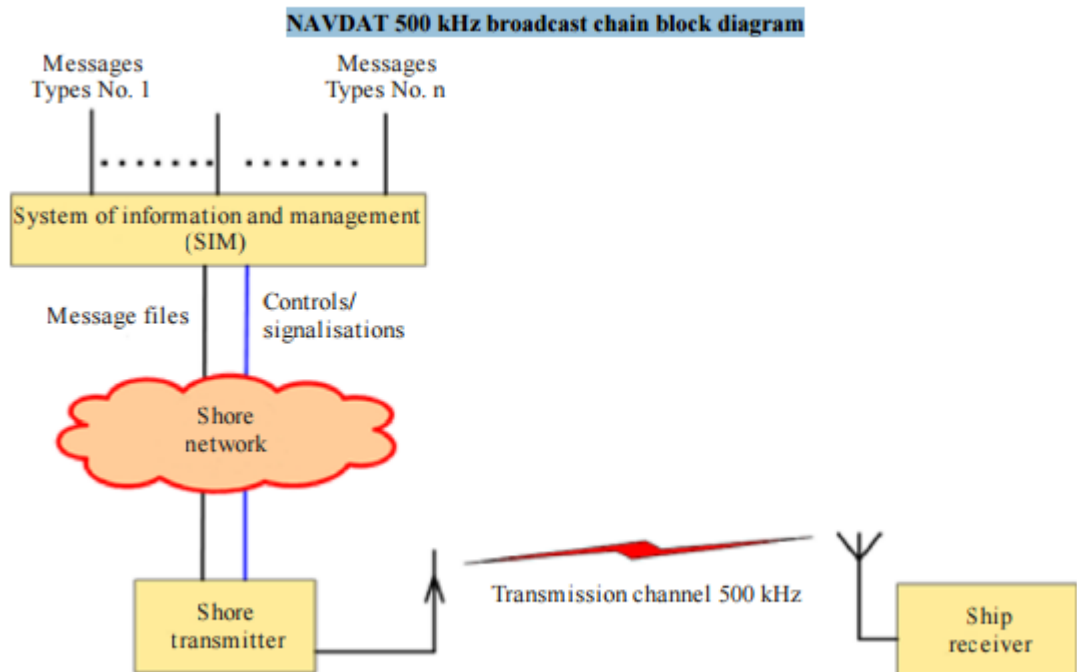 NAVDAT 500 kHz broadcast chain block diagram
Messages
Types No. 1
Messages
Types No. n
System of information and management
(SIM)
Message files
Controls/
signalisations
Shore
network
Shore
transmitter
Transmission channel 500 kHz
Ship
receiver